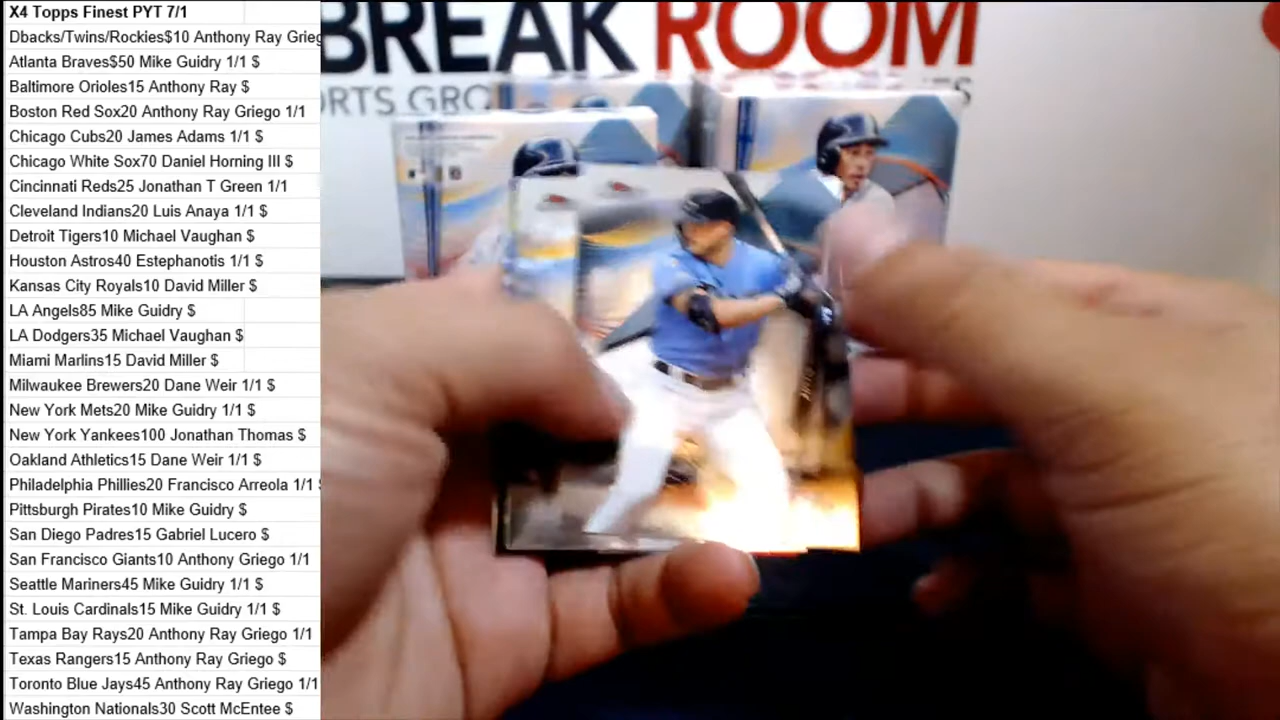 X4 Topps Finest PYT 7/1
Dbacks/Twins/Rockies$10 Anthony Ray Grieg
Atlanta Braves$50 Mike Guidry 1/1 $
Baltimore Orioles15 Anthony Ray $
Boston Red Sox20 Anthony Ray Griego 1/1
Chicago Cubs20 James Adams 1/1 $
Chicago White Sox70 Daniel Horning III $
Cincinnati Reds25 Jonathan T Green 1/1
Cleveland Indians20 Luis Anaya 1/1 $
Detroit Tigers10 Michael Vaughan $
Houston Astros40 Estephanotis 1/1 $
Kansas City Royals10 David Miller $
LA Angels85 Mike Guidry $
LA Dodgers35 Michael Vaughan $
Miami Marlins15 David Miller $
Milwaukee Brewers20 Dane Weir 1/1 $
New York Mets20 Mike Guidry 1/1 $
New York Yankees100 Jonathan Thomas $
Oakland Athletics15 Dane Weir 1/1 $
Philadelphia Phillies20 Francisco Arreola 1/1 $
Pittsburgh Pirates10 Mike Guidry $
San Diego Padres15 Gabriel Lucero $
San Francisco Giants10 Anthony Griego 1/1
Seattle Mariners45 Mike Guidry 1/1 $
St. Louis Cardinals15 Mike Guidry 1/1 $
Tampa Bay Rays20 Anthony Ray Griego 1/1
Texas Rangers15 Anthony Ray Griego $
Toronto Blue Jays45 Anthony Ray Griego 1/1
Washington Nationals30 Scott McEntee $
BREAK ROOM
RTS GRO